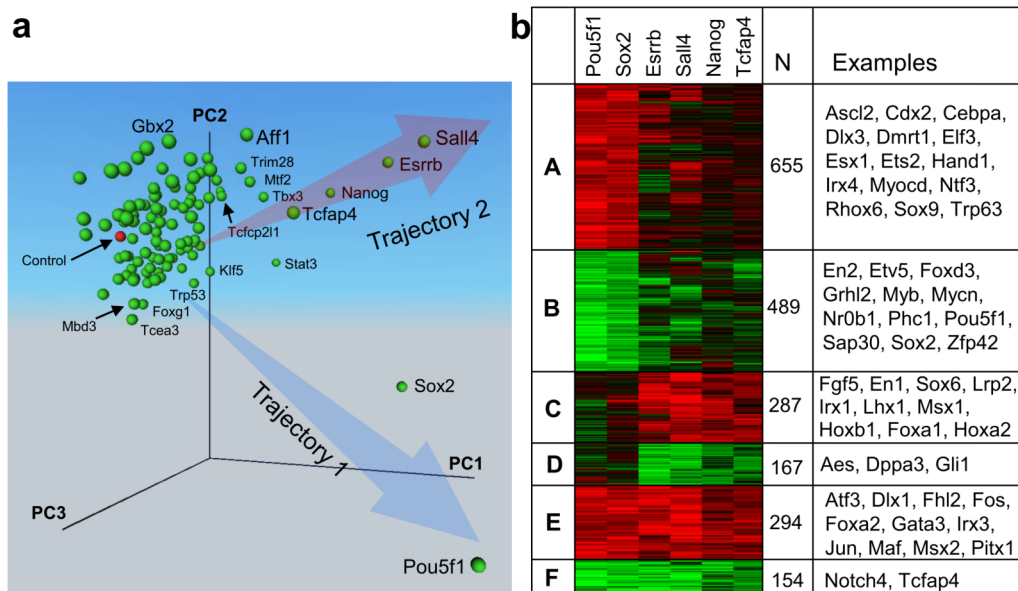 a
PC2
Gbx2
Aff1
Sall4
Trim28
Esrrb
Mtf2
Nanog
Tbx3
Tcfap4
Trajectory 2
Tcfcp2l1
Control
Stat3
Klf5
Trp53
Mbd3
Foxg1
Tcea3
Sox2
Trajectory 1
PC1
PC3
Pou5f1
b
Pou5f1
Sox2
Esrrb
Sall4
Nanog
Tcfap4
N
Examples
A
655
Ascl2, Cdx2, Cebpa,
Dlx3, Dmrt1, Elf3,
Esx1, Ets2, Hand1,
Irx4, Myocd, Ntf3,
Rhox6, Sox9, Trp63
B
489
En2, Etv5, Foxd3,
Grhl2, Myb, Mycn,
Nr0b1, Phc1, Pou5f1,
Sap30, Sox2, Zfp42
C
287
Fgf5, En1, Sox6, Lrp2,
Irx1, Lhx1, Msx1,
Hoxb1, Foxa1, Hoxa2
D
167
Aes, Dppa3, Gli1
E
294
Atf3, Dlx1, Fhl2, Fos,
Foxa2, Gata3, Irx3,
Jun, Maf, Msx2, Pitx1
F
154
Notch4, Tcfap4